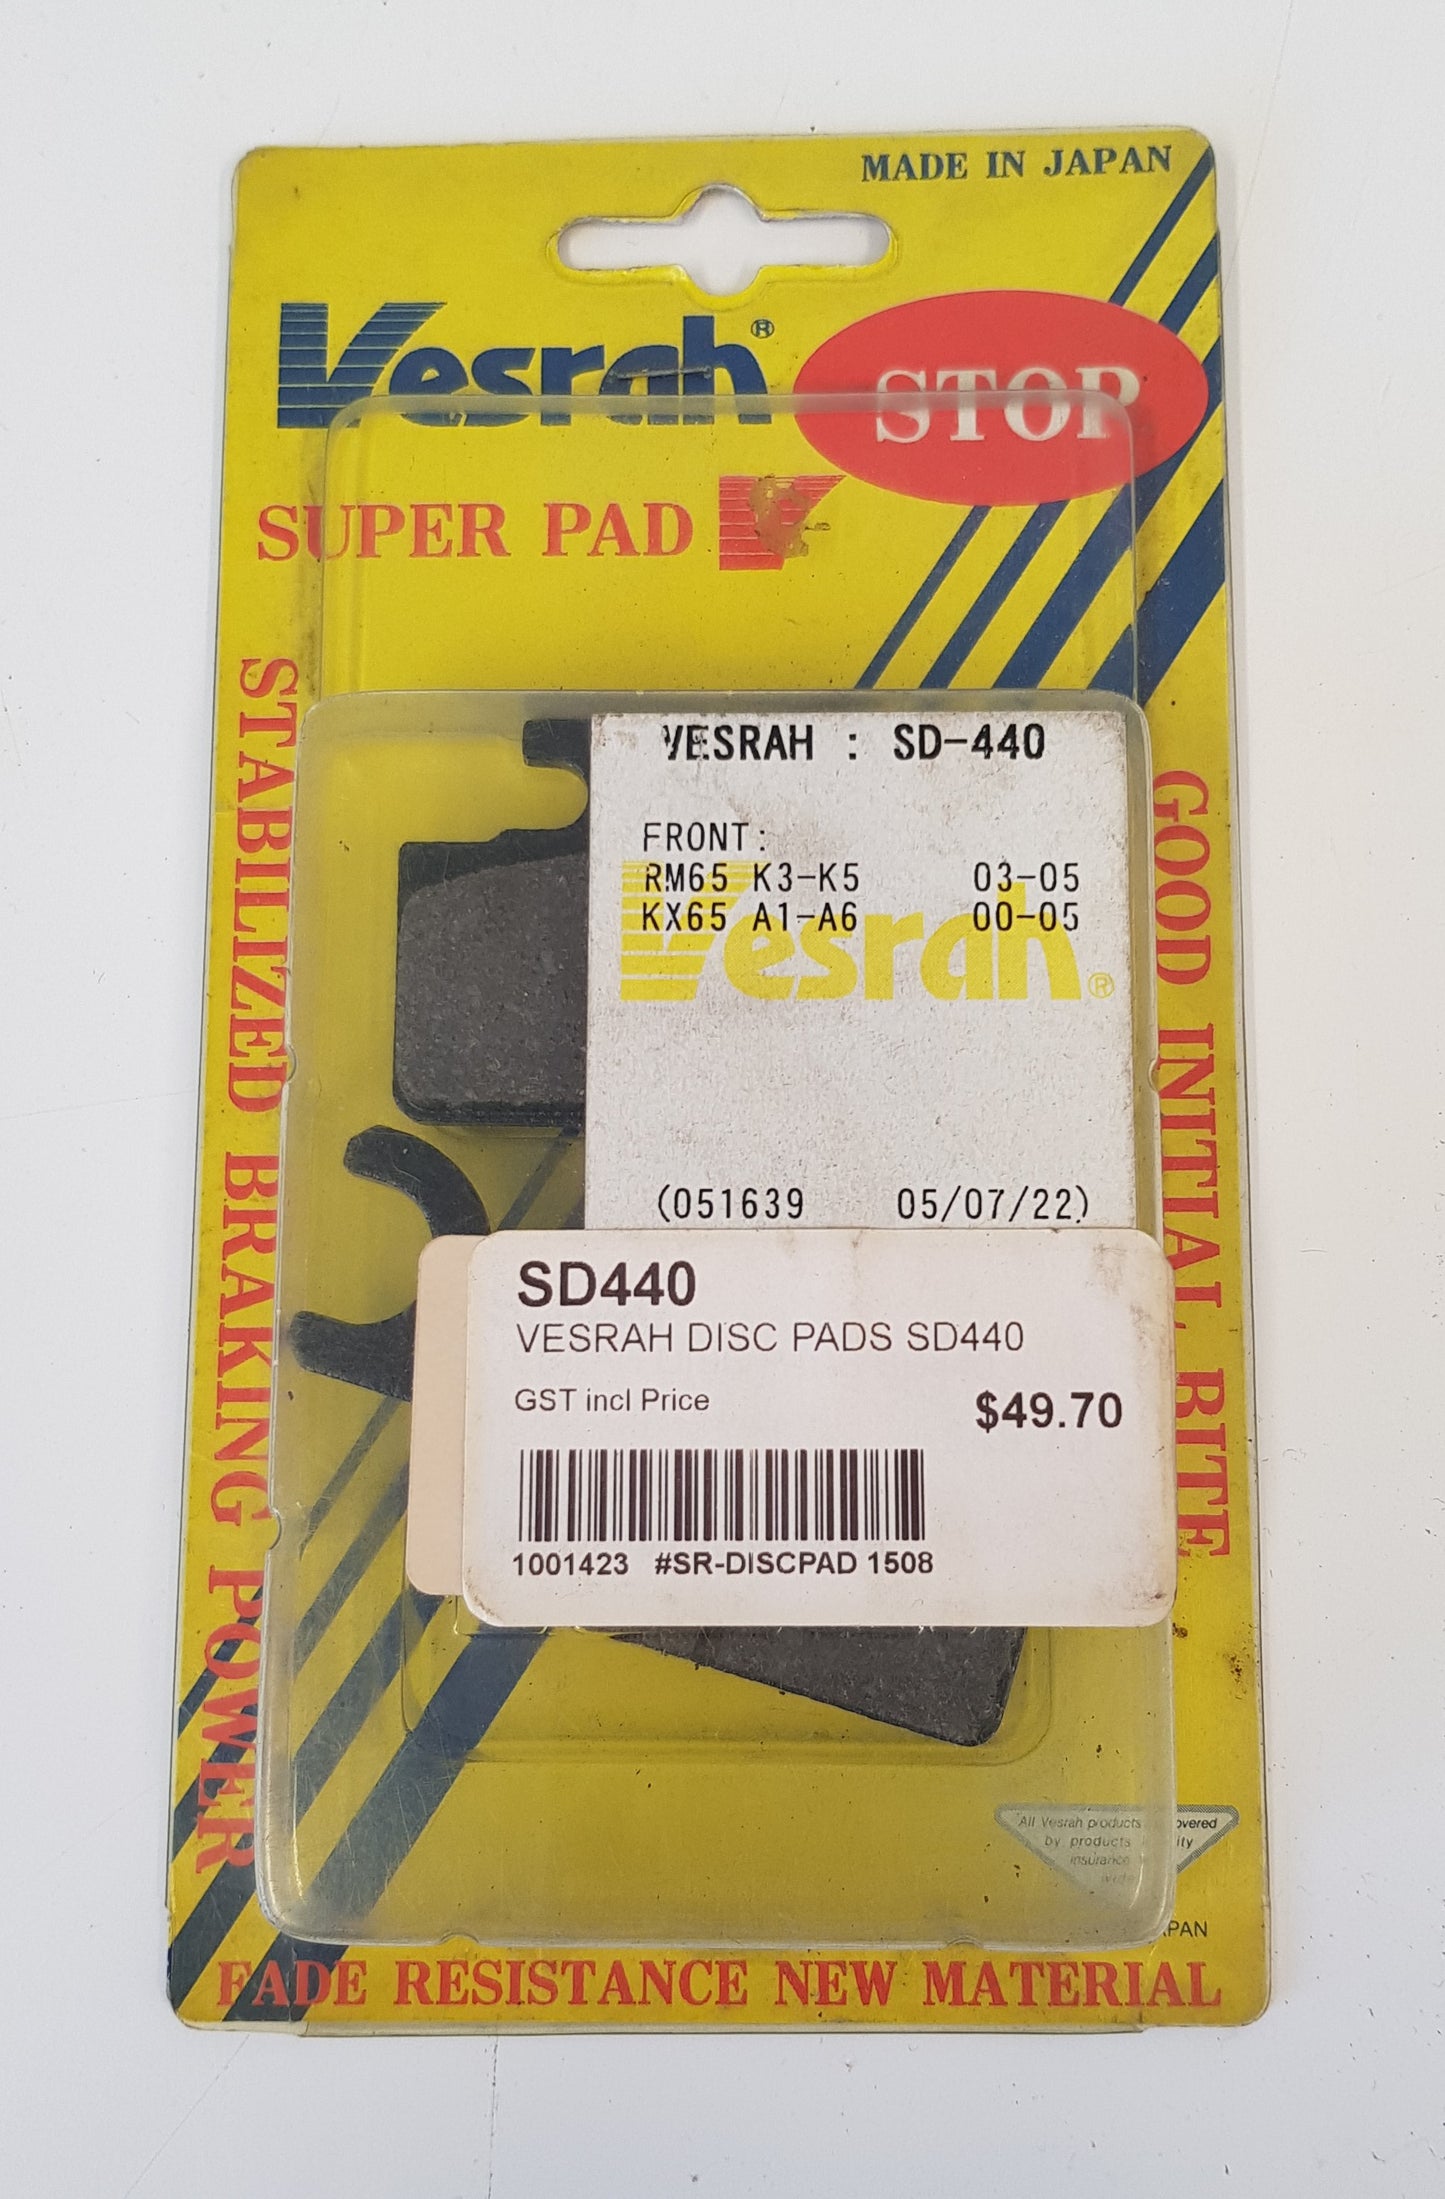 MADE IN JAPAN
Vesrah®
STOP
SUPER PAD
STABILIZED BRAKING POWER
GOOD INITIAL BITE
VESRAH : SD-440
FRONT:
RM65 K3-K5 03-05
KX65 A1-A6 00-05
Vesrah®
(051639 05/07/22)
SD440
VESRAH DISC PADS SD440
GST incl Price $49.70
1001423 #SR-DISCPAD 1508
All Vesrah products
by products
insurance
FADE RESISTANCE NEW MATERIAL